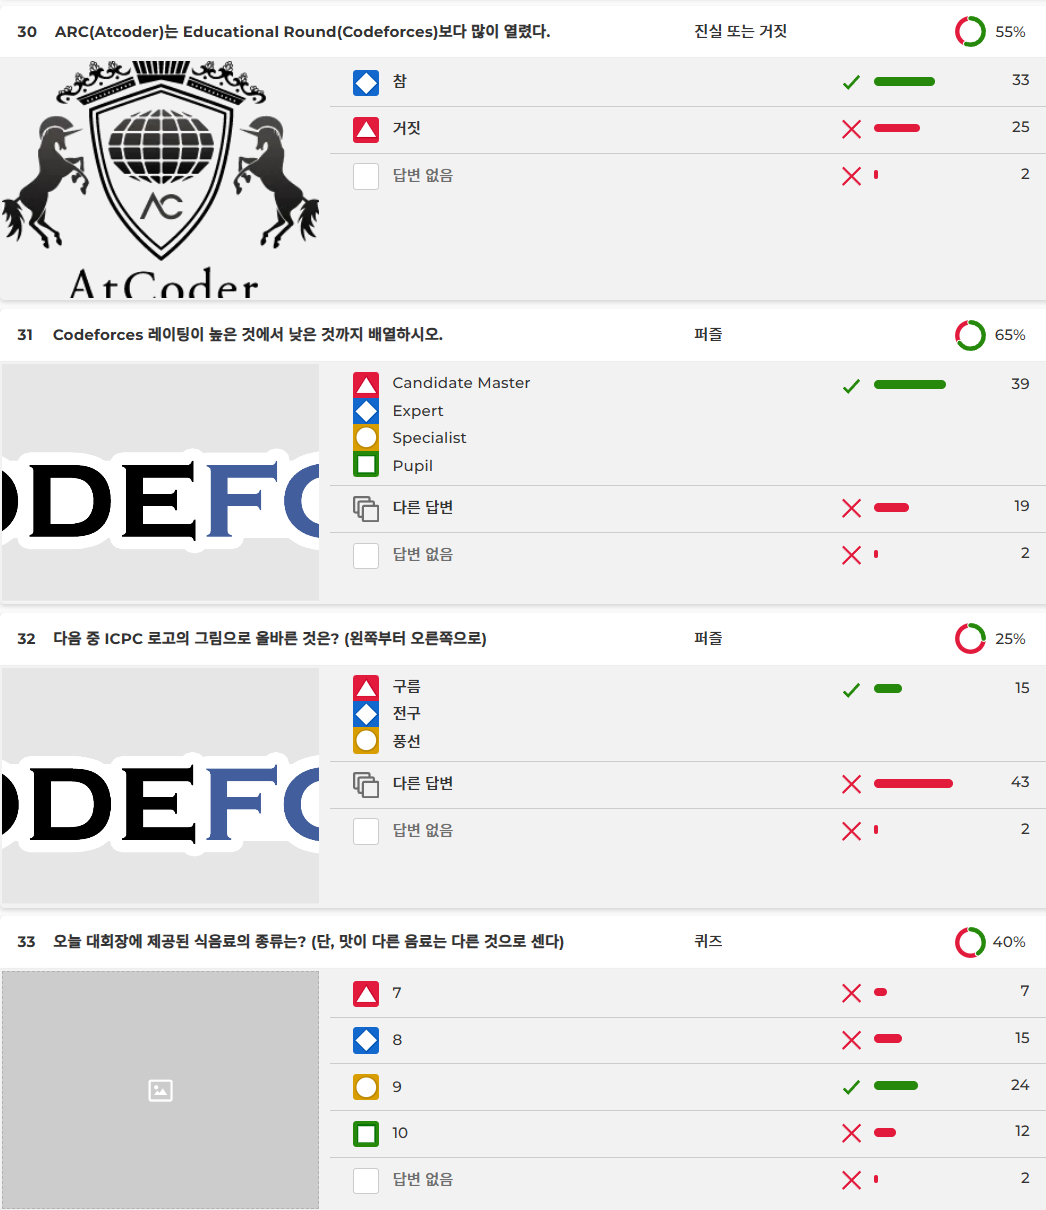 30 ARC(Atcoder)는 Educational Round(Codeforces)보다 많이 열렸다. 진실 또는 거짓 55%
참 33
거짓 25
답변 없음 2
AC
AtCoder
31 Codeforces 레이팅이 높은 것에서 낮은 것까지 배열하시오. 퍼즐 65%
Candidate Master 39
Expert
Specialist
Pupil
ODEFO
다른 답변 19
답변 없음 2
32 다음 중 ICPC 로고의 그림으로 올바른 것은? (왼쪽부터 오른쪽으로) 퍼즐 25%
구름 15
전구
풍선
ODEFO
다른 답변 43
답변 없음 2
33 오늘 대회장에 제공된 식음료의 종류는? (단, 맛이 다른 음료는 다른 것으로 센다) 퀴즈 40%
7 7
8 15
9 24
10 12
답변 없음 2